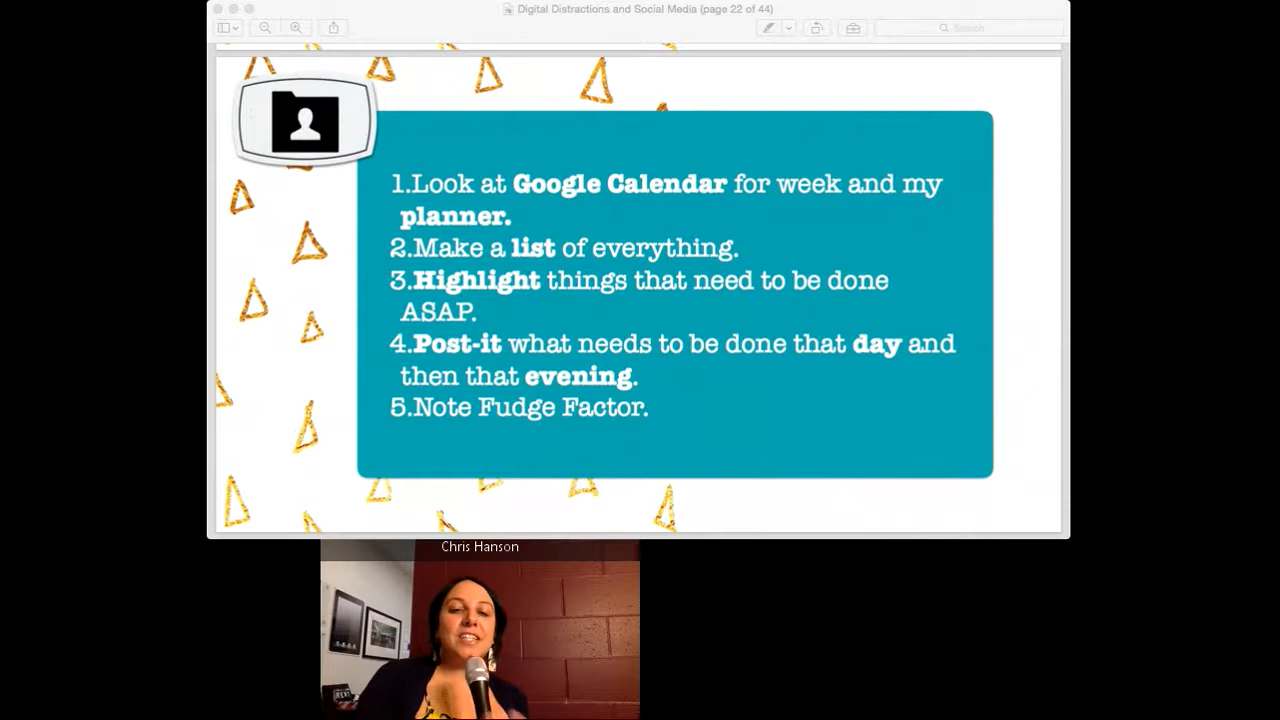 Digital Distractions and Social Media (page 22 of 44)
Search
1.Look at Google Calendar for week and my
planner.
2.Make a list of everything.
3.Highlight things that need to be done
ASAP.
4.Post-it what needs to be done that day and
then that evening.
5.Note Fudge Factor.
Chris Hanson